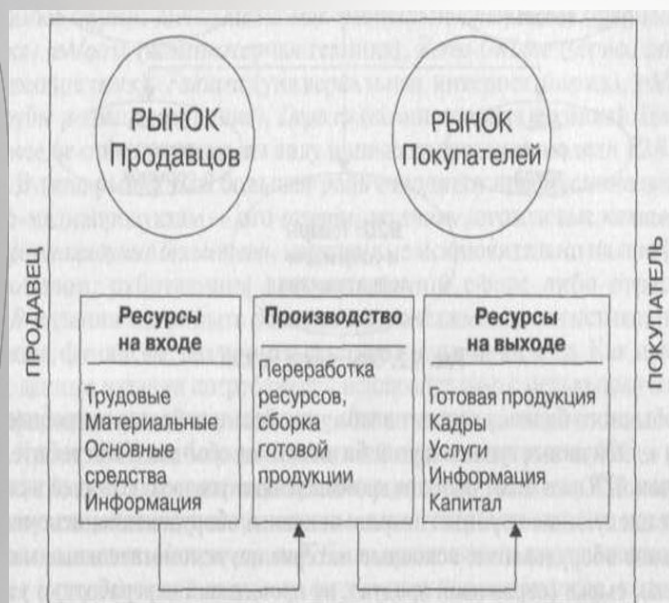 РЫНОК
Продавцов
РЫНОК
Покупателей
ПРОДАВЕЦ
ПОКУПАТЕЛЬ
Ресурсы
на входе
Трудовые
Материальные
Основные
средства
Информация
Производство
Переработка
ресурсов,
сборка
готовой
продукции
Ресурсы
на выходе
Готовая продукция
Кадры
Услуги
Информация
Капитал